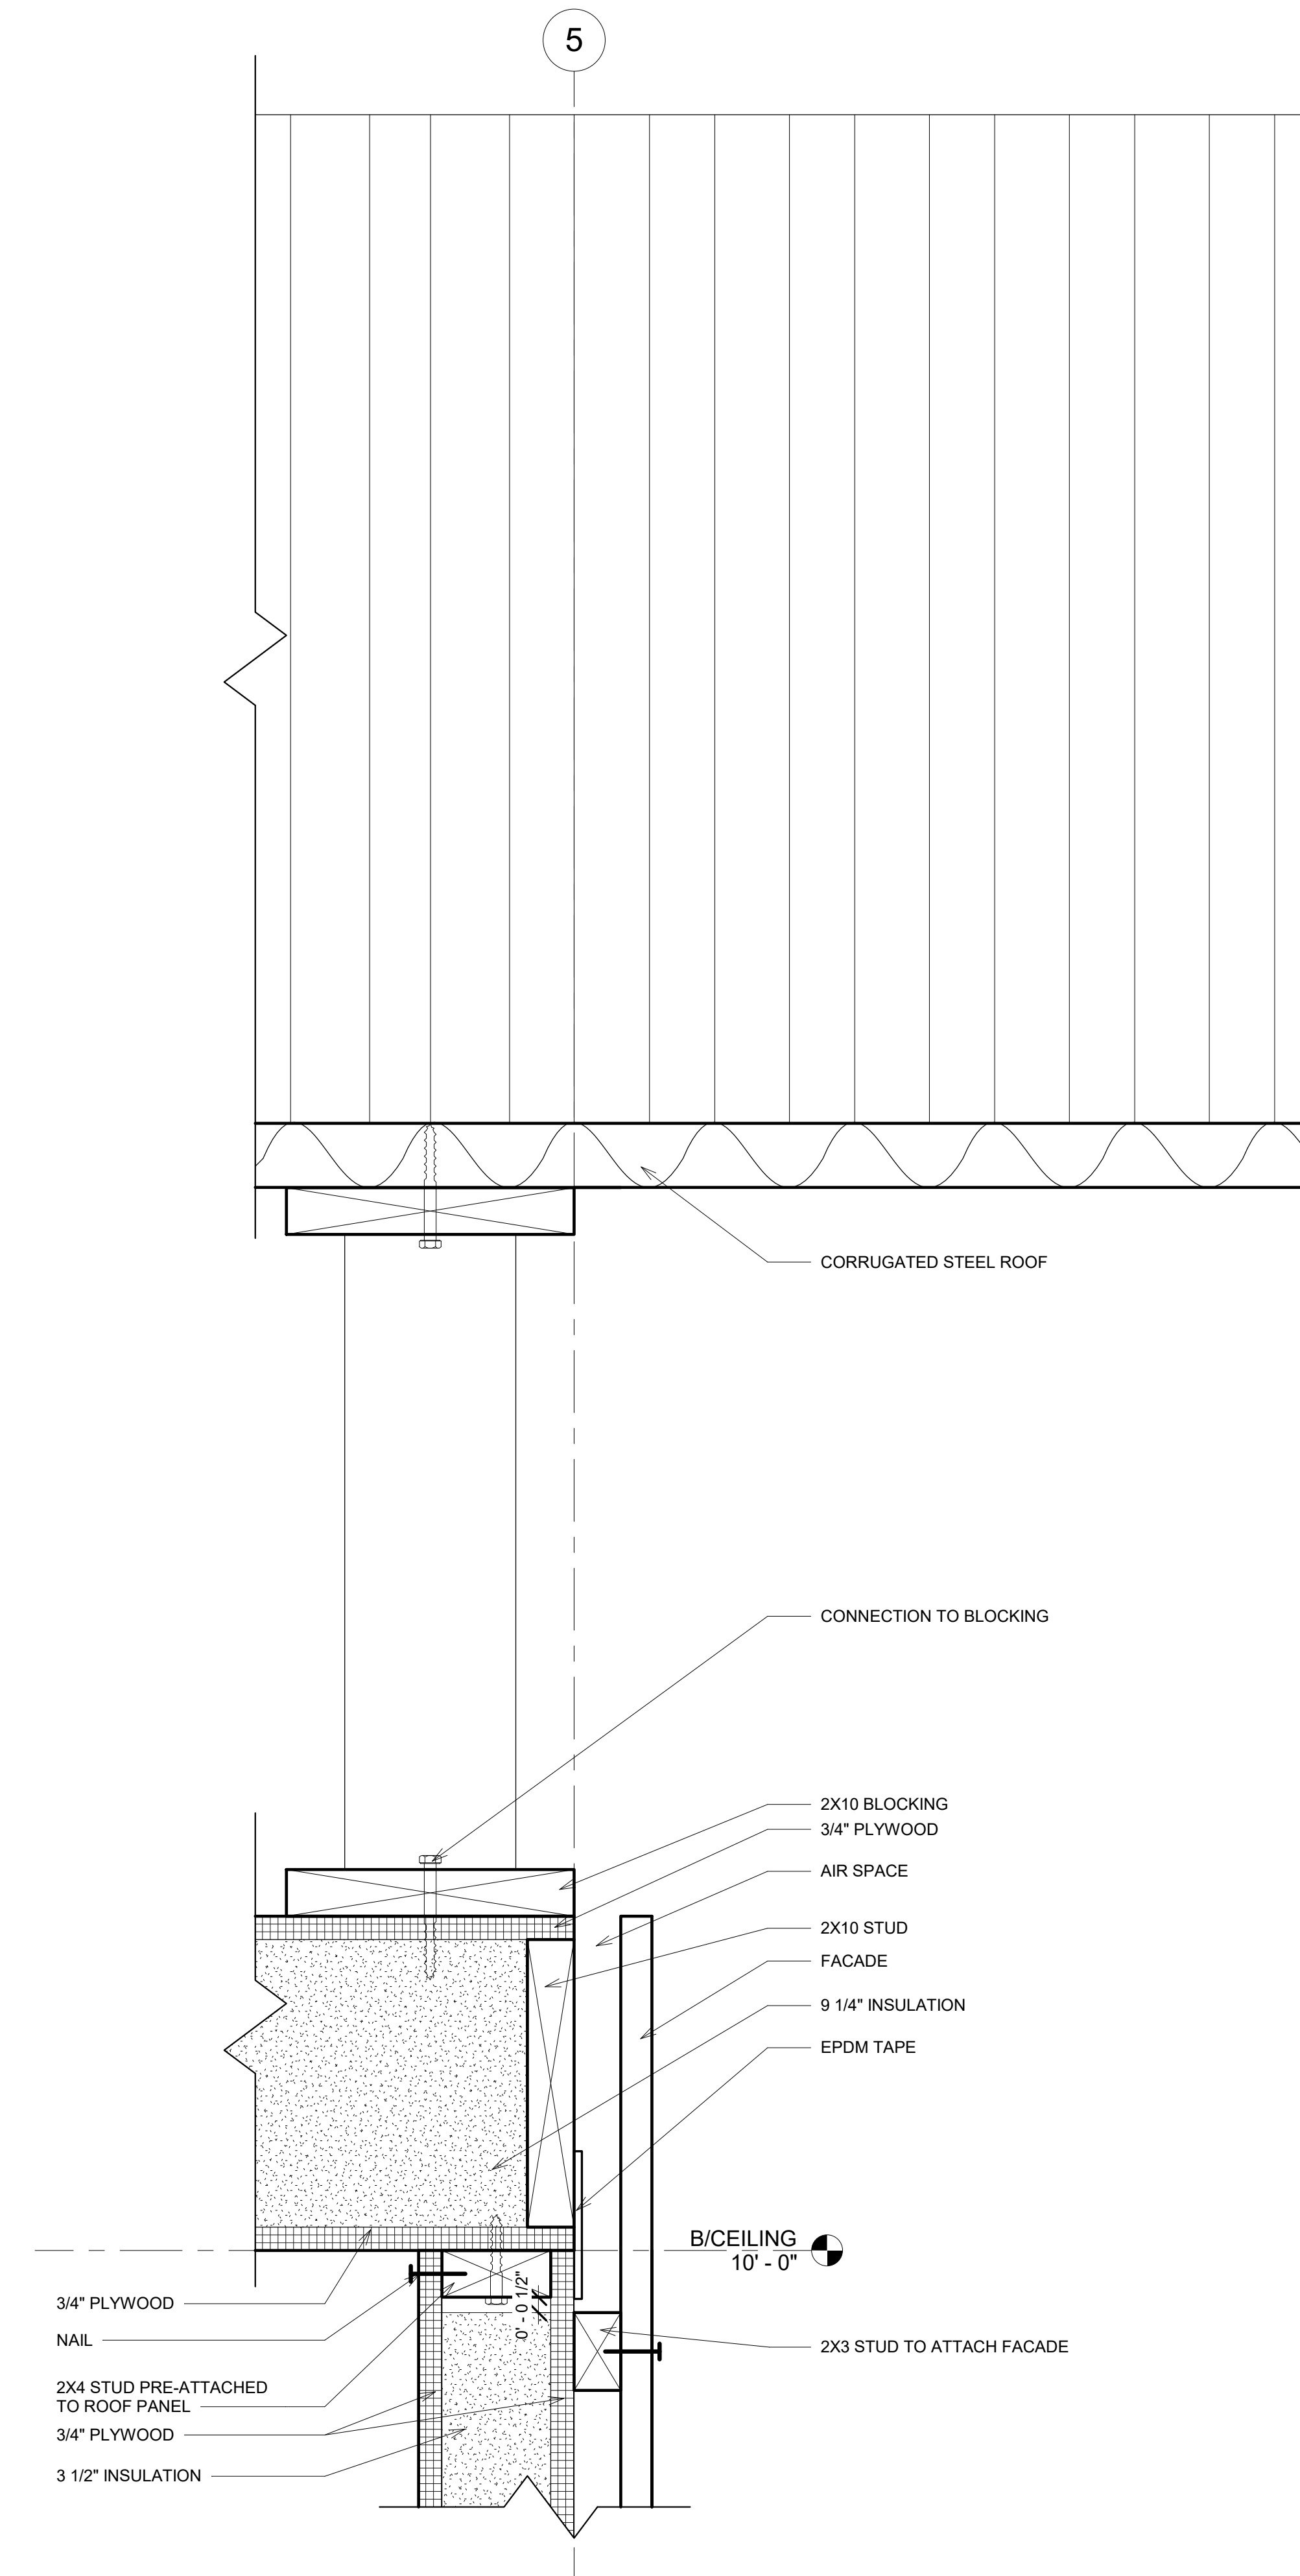 5
CORRUGATED STEEL ROOF
CONNECTION TO BLOCKING
2X10 BLOCKING
3/4" PLYWOOD
AIR SPACE
2X10 STUD
FACADE
9 1/4" INSULATION
EPDM TAPE
B/CEILING
10' - 0"
0' - 0 1/2"
3/4" PLYWOOD
NAIL
2X3 STUD TO ATTACH FACADE
2X4 STUD PRE-ATTACHED
TO ROOF PANEL
3/4" PLYWOOD
3 1/2" INSULATION